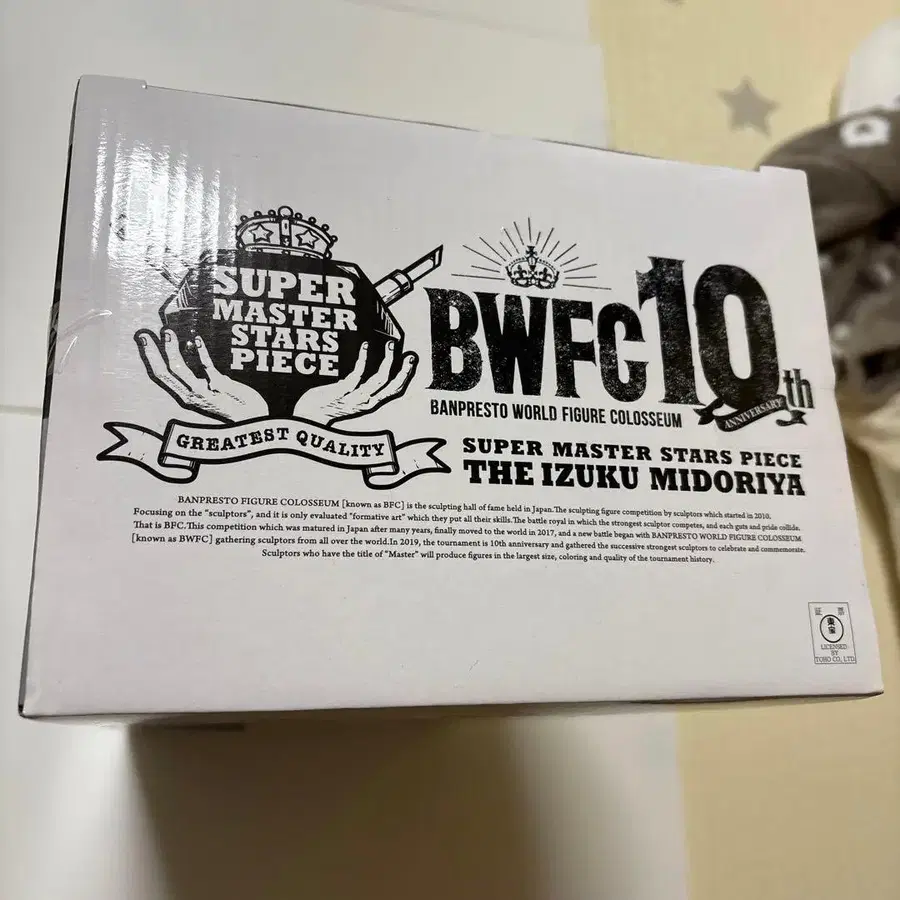 SUPER
MASTER
STARS
PIECE
GREATEST QUALITY
BWFC10th
ANNIVERSARY
BANPRESTO WORLD FIGURE COLOSSEUM
SUPER MASTER STARS PIECE
THE IZUKU MIDORIYA
BANPRESTO FIGURE COLOSSEUM [known as BFC] is the sculpting hall of fame held in Japan.The sculpting figure competition by sculptors which started in 2010.
Focusing on the "sculptors", and it is only evaluated "formative art" which they put all their skills.The battle royal in which the strongest sculptor competes, and each guts and pride collide.
That is BFC.This competition which was matured in Japan after many years, finally moved to the world in 2017, and a new battle began with BANPRESTO WORLD FIGURE COLOSSEUM
[known as BWFC] gathering sculptors from all over the world.In 2019, the tournament is 10th anniversary and gathered the successive strongest sculptors to celebrate and commemorate.
Sculptors who have the title of "Master" will produce figures in the largest size, coloring and quality of the tournament history.
証 票
東宝
LICENSED
BY
TOHO CO., LTD.